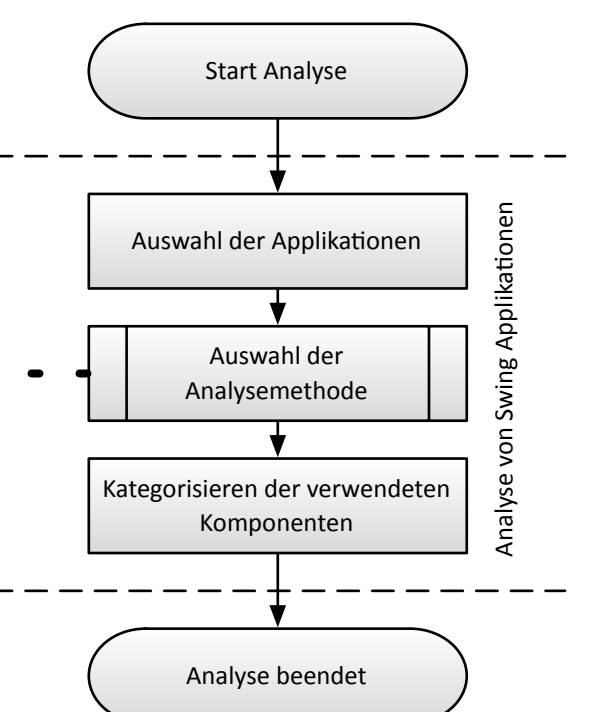 Start Analyse
Auswahl der Applikationen
Auswahl der
Analysemethode
Kategorisieren der verwendeten
Komponenten
Analyse von Swing Applikationen
Analyse beendet